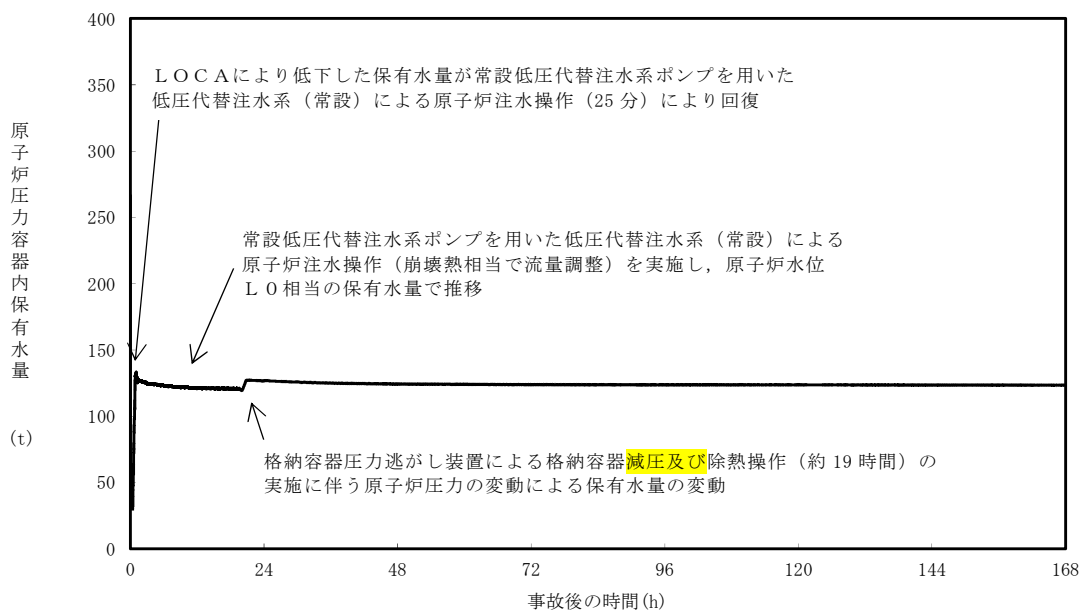 400
350
300
250
200
150
100
50
0
原子炉圧力容器内保有水量
(t)
LOCAにより低下した保有水量が常設低圧代替注水系ポンプを用いた
低圧代替注水系（常設）による原子炉注水操作（25 分）により回復
常設低圧代替注水系ポンプを用いた低圧代替注水系（常設）による
原子炉注水操作（崩壊熱相当で流量調整）を実施し，原子炉水位
Ｌ０相当の保有水量で推移
格納容器圧力逃がし装置による格納容器減圧及び除熱操作（約 19 時間）の
実施に伴う原子炉圧力の変動による保有水量の変動
0 24 48 72 96 120 144 168
事故後の時間(h)